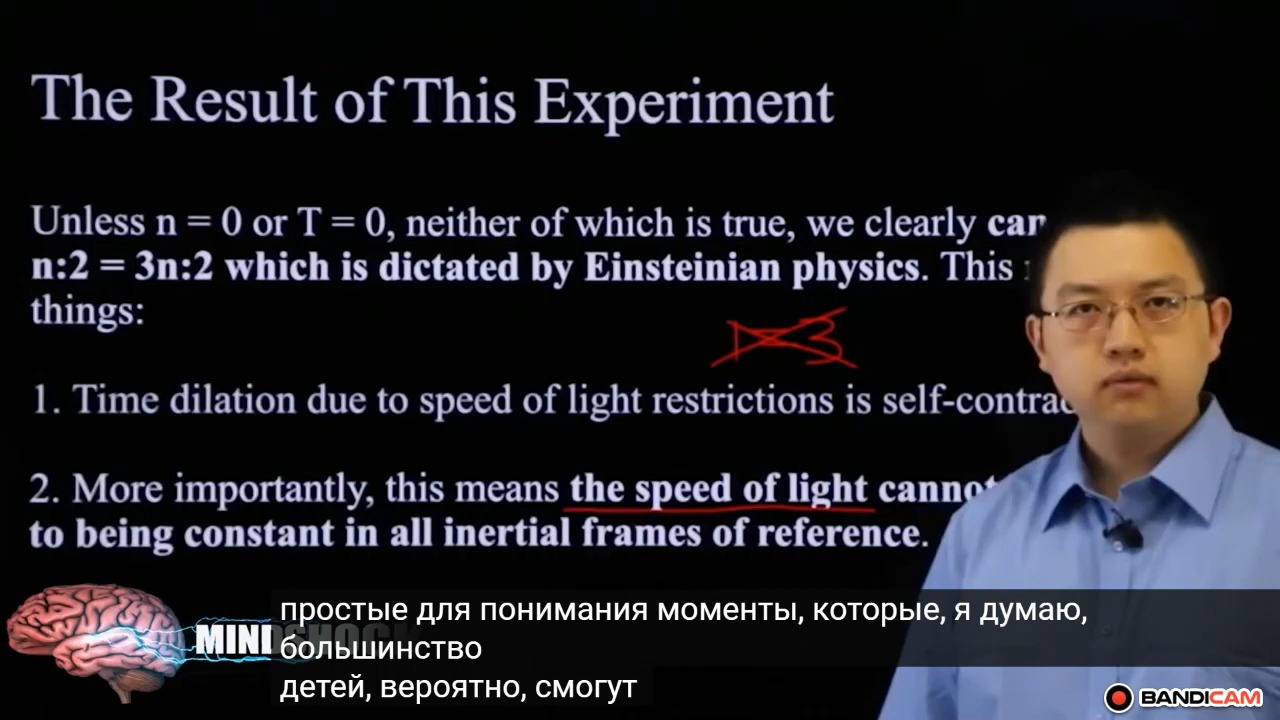 The Result of This Experiment
Unless n = 0 or T = 0, neither of which is true, we clearly
n:2 = 3n:2 which is dictated by Einsteinian physics. This
things:
1 3
1. Time dilation due to speed of light restrictions is
2. More importantly, this means the speed of light
to being constant in all inertial frames of reference.
MIND
простые для понимания моменты, которые, я думаю,
большинство
детей, вероятно, смогут
BANDICAM